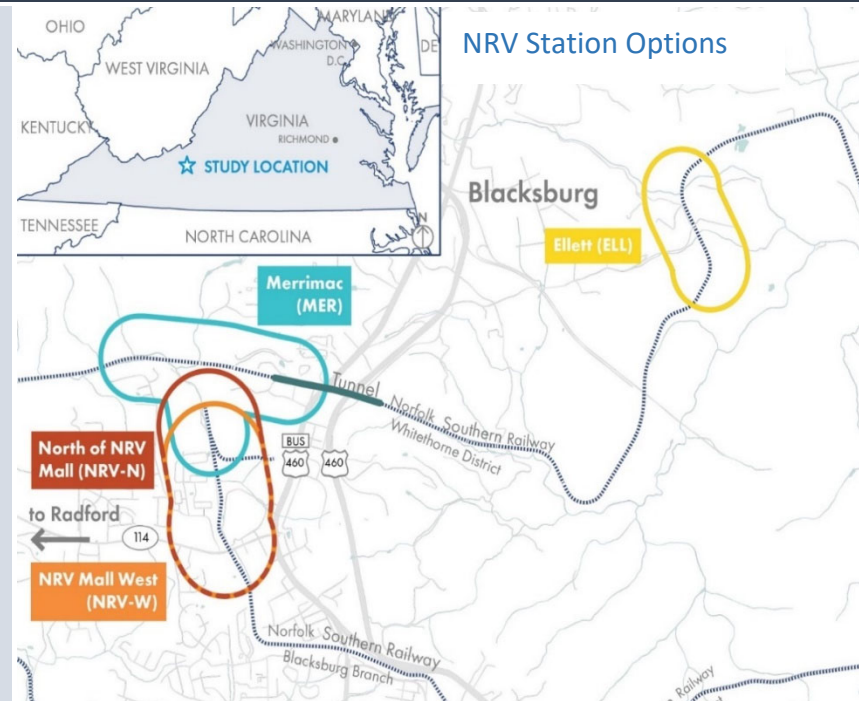 NRV Station Options
OHIO
MARYLAND
WASHINGTON
D.C.
DE
WEST VIRGINIA
KENTUCKY
VIRGINIA
RICHMOND
STUDY LOCATION
TENNESSEE
NORTH CAROLINA
N
Blacksburg
Ellett (ELL)
Merrimac
(MER)
Tunnel
Norfolk Southern Railway
Whitethorne District
North of NRV
Mall (NRV-N)
BUS
460
460
to Radford
114
NRV Mall West
(NRV-W)
Norfolk Southern Railway
Blacksburg Branch
Railway